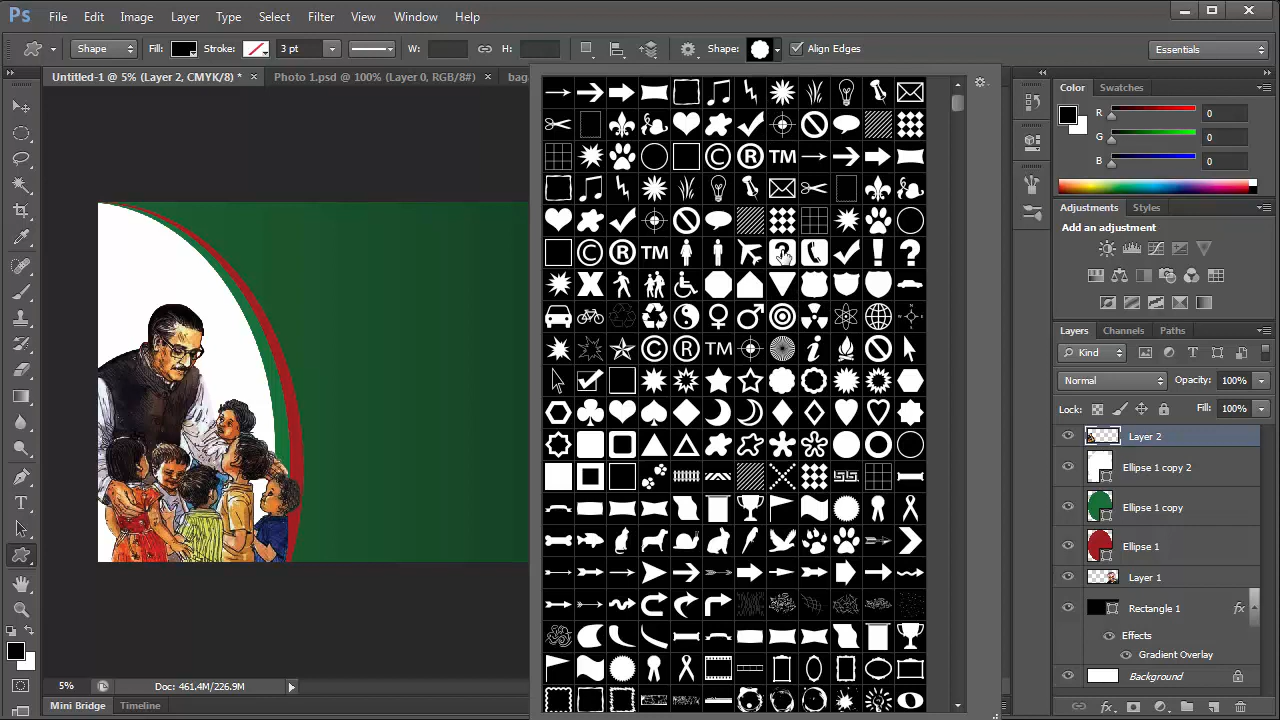 Ps File Edit Image Layer Type Select Filter View Window Help
Shape Fill: Stroke: 3 pt W: H: Shape: Align Edges Essentials
Untitled-1 @ 5% (Layer 2, CMYK/8) * × Photo 1.psd @ 100% (Layer 0, RGB/8#) × bag
Color Swatches
R 0
G 0
B 0
Adjustments Styles
Add an adjustment
Layers Channels Paths
Kind
Normal Opacity: 100%
Lock: Fill: 100%
Layer 2
Ellipse 1 copy 2
Ellipse 1 copy
Ellipse 1
Layer 1
Rectangle 1 fx
Effects
Gradient Overlay
Background
5% Doc: 461.4M/226.9M
Mini Bridge Timeline